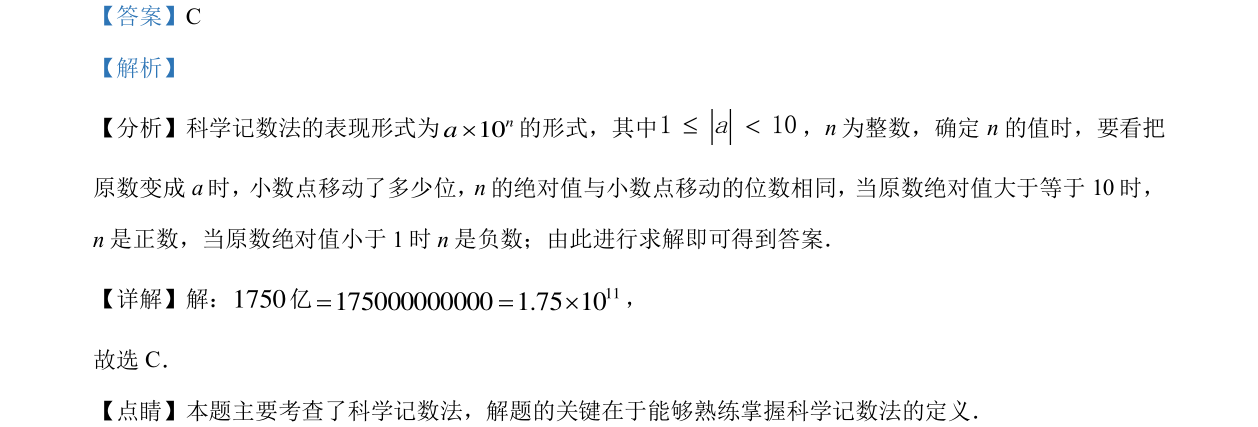 【答案】C
【解析】
【分析】科学记数法的表现形式为a×10ⁿ的形式，其中1 ≤ |a| < 10，n为整数，确定n的值时，要看把
原数变成a时，小数点移动了多少位，n的绝对值与小数点移动的位数相同，当原数绝对值大于等于10时，
n是正数，当原数绝对值小于1时n是负数；由此进行求解即可得到答案．
【详解】解：1750亿=175000000000=1.75×10¹¹，
故选C．
【点睛】本题主要考查了科学记数法，解题的关键在于能够熟练掌握科学记数法的定义．